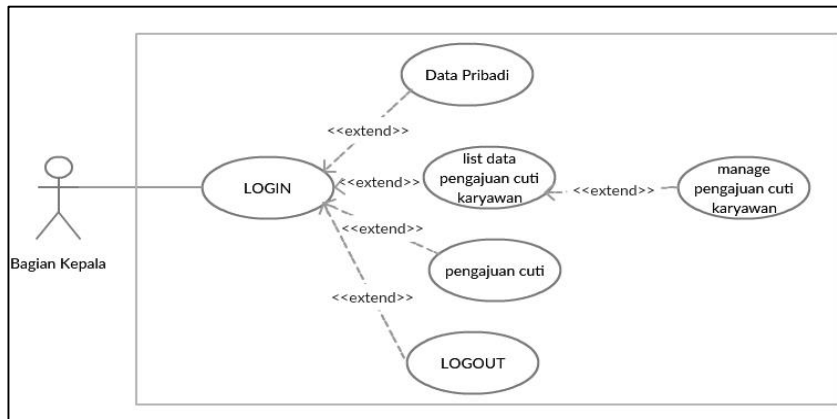 Data Pribadi
<<extend>>
LOGIN
<<extend>>
list data
pengajuan cuti
karyawan
<<extend>>
manage
pengajuan cuti
karyawan
<<extend>>
pengajuan cuti
Bagian Kepala
<<extend>>
LOGOUT